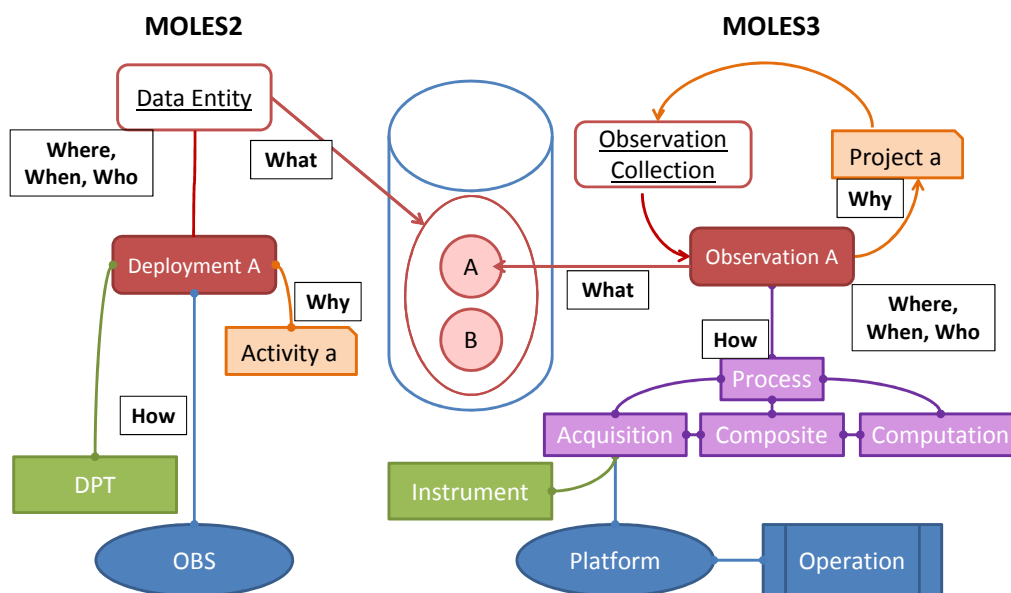 MOLES2
MOLES3
Data Entity
Where,
When, Who
What
Deployment A
Why
Activity a
How
DPT
OBS
A
B
Observation
Collection
Project a
Why
Observation A
What
Where,
When, Who
How
Process
Acquisition
Composite
Computation
Instrument
Platform
Operation